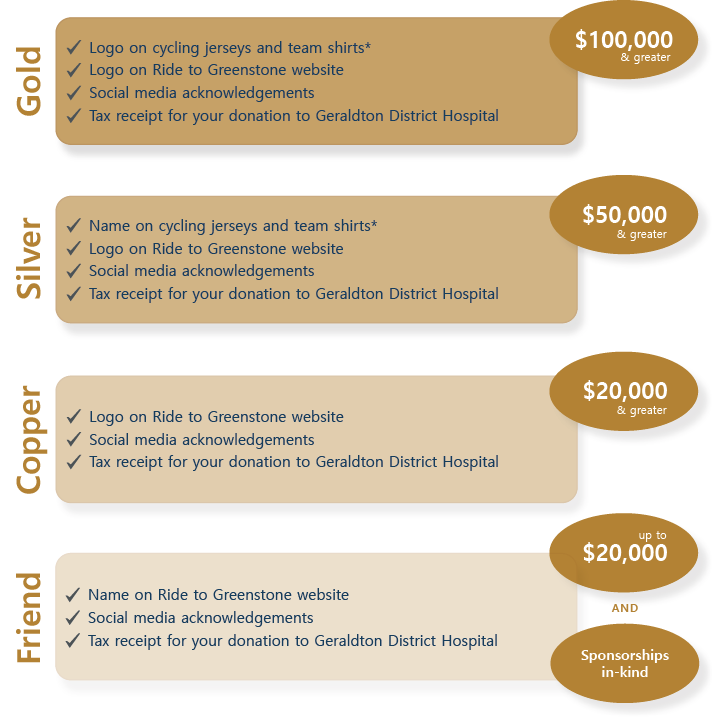 Gold
$100,000
& greater
Logo on cycling jerseys and team shirts*
Logo on Ride to Greenstone website
Social media acknowledgements
Tax receipt for your donation to Geraldton District Hospital
Silver
$50,000
& greater
Name on cycling jerseys and team shirts*
Logo on Ride to Greenstone website
Social media acknowledgements
Tax receipt for your donation to Geraldton District Hospital
Copper
$20,000
& greater
Logo on Ride to Greenstone website
Social media acknowledgements
Tax receipt for your donation to Geraldton District Hospital
Friend
up to
$20,000
AND
Sponsorships
in-kind
Name on Ride to Greenstone website
Social media acknowledgements
Tax receipt for your donation to Geraldton District Hospital